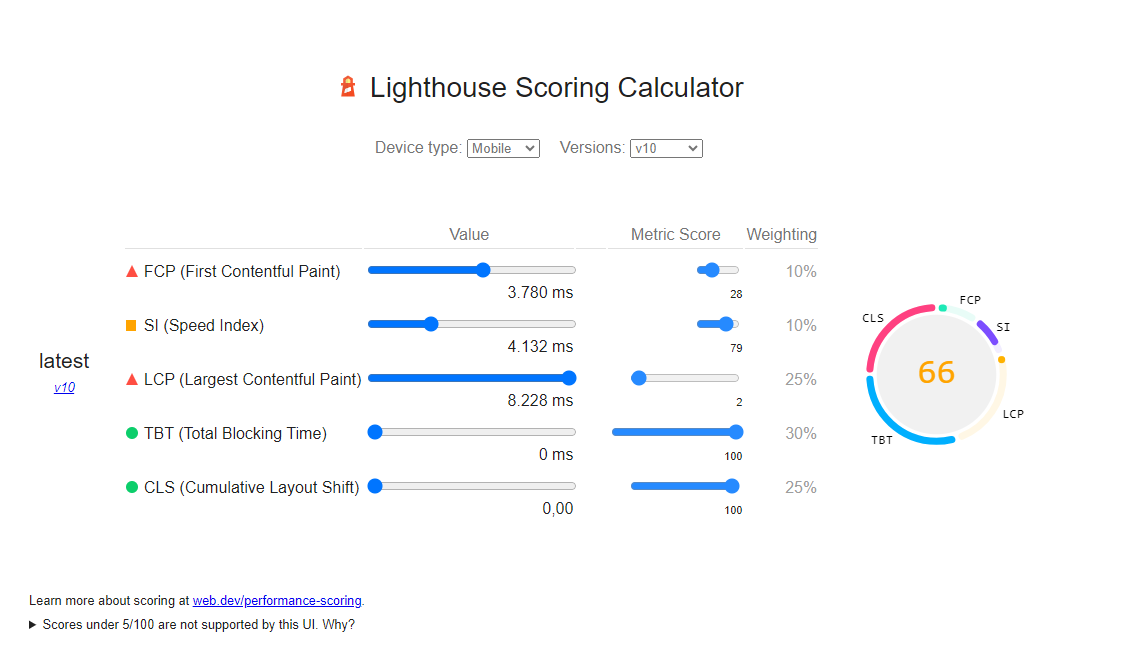 Lighthouse Scoring Calculator
Device type: Mobile Versions: v10
Value Metric Score Weighting
FCP (First Contentful Paint) 10%
3.780 ms 28
SI (Speed Index) 10%
4.132 ms 79
latest
v10
LCP (Largest Contentful Paint) 25%
8.228 ms 2
TBT (Total Blocking Time) 30%
0 ms 100
CLS (Cumulative Layout Shift) 25%
0,00 100
FCP
CLS
SI
66
LCP
TBT
Learn more about scoring at web.dev/performance-scoring.
Scores under 5/100 are not supported by this UI. Why?